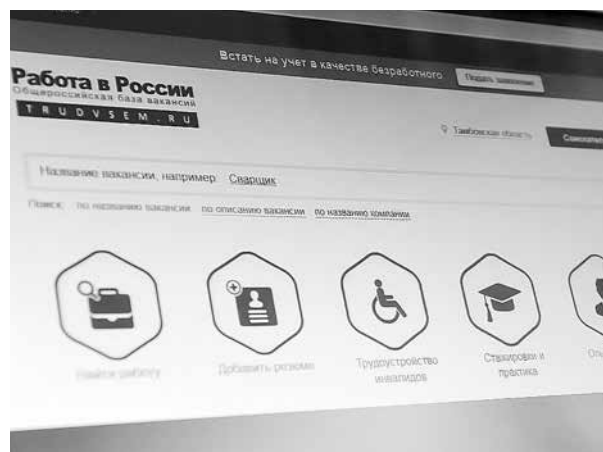 Встать на учет в качестве безработного Подать заявление
Работа в России
Общероссийская база вакансий
TRUDVSEM.RU
Тамбовская область
Название вакансии, например: Сварщик
Поиск: по названию вакансии по описанию вакансии по названию компании
Найти работу
Добавить резюме
Трудоустройство
инвалидов
Стажировки и
практика